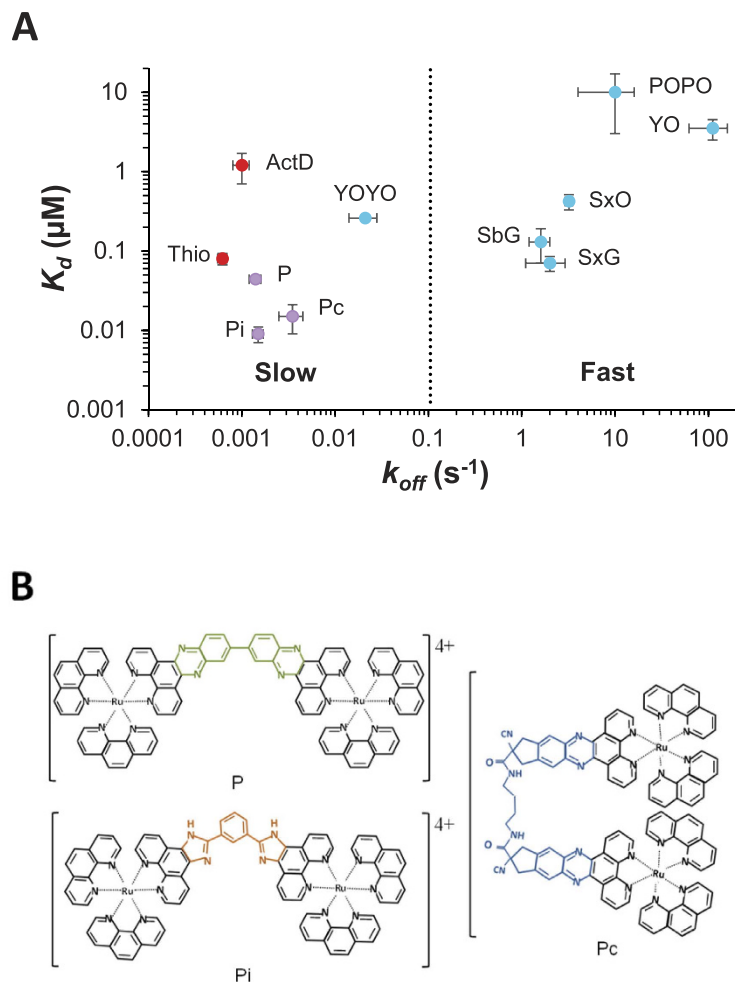 A
K_d (µM)
10
1
0.1
0.01
0.001
POPO
YO
ActD
YOYO
SxO
SbG
SxG
Thio
P
Pc
Pi
Slow
Fast
0.0001
0.001
0.01
0.1
1
10
100
k_off (s⁻¹)
B
4+
N
N
N
N
N
N
N
N
N
N
N
N
Ru
Ru
P
4+
H
N
H
N
N
N
N
N
N
N
N
N
N
N
N
N
Ru
Ru
Pi
CN
O
NH
N
N
N
N
N
N
Ru
NH
O
CN
N
N
N
N
N
N
Ru
Pc